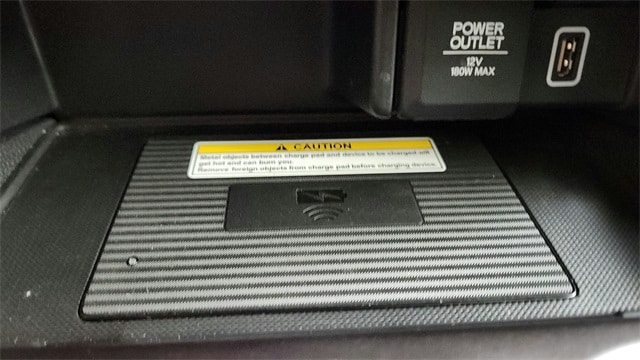 POWER
OUTLET
12V
180W MAX
CAUTION
Metal objects between charge pad and device to be charged will
get hot and can burn you.
Remove foreign objects from charge pad before charging device